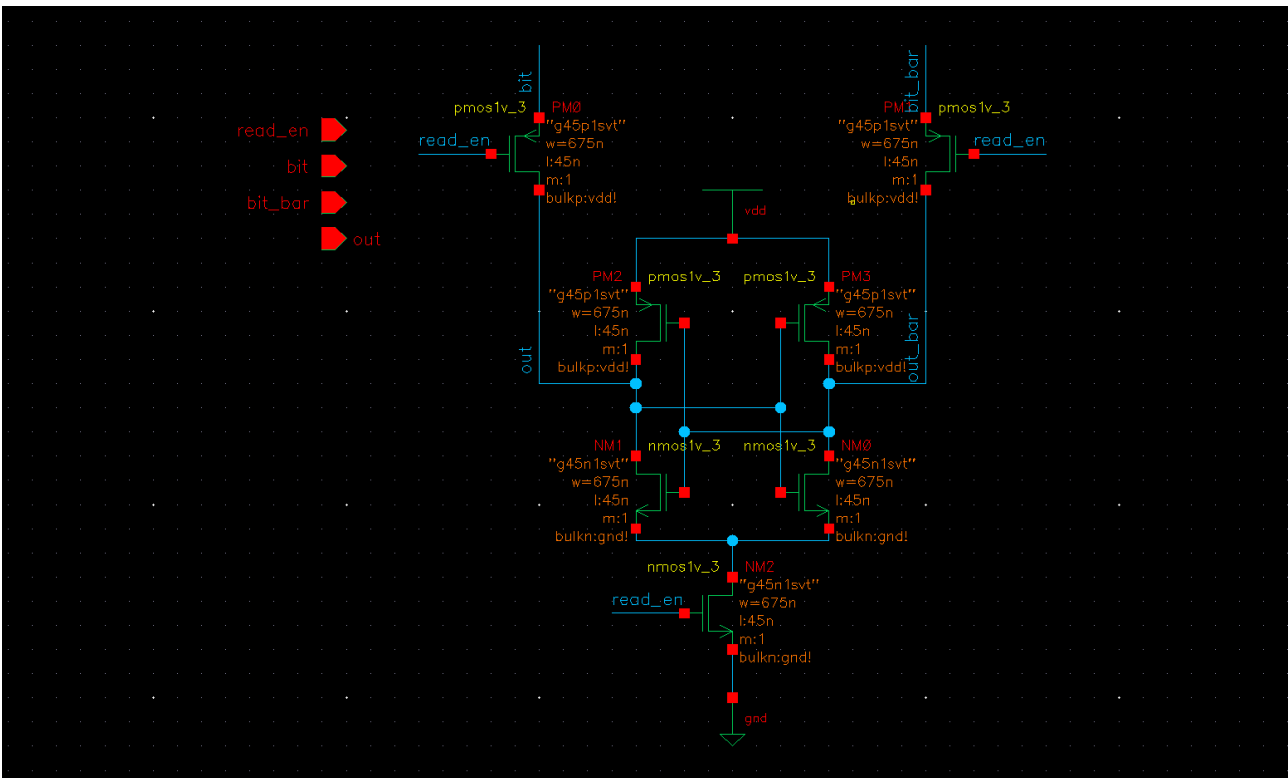 bit
bit_bar
pmos1v_3 PM0
pmos1v_3
"g45p1svt"
w=675n
l:45n
m:1
bulkp:vdd!
"g45p1svt"
w=675n
l:45n
m:1
bulkp:vdd!
read_en
bit
bit_bar
out
read_en
read_en
vdd
PM2 pmos1v_3
pmos1v_3 PM3
"g45p1svt"
w=675n
l:45n
m:1
bulkp:vdd!
"g45p1svt"
w=675n
l:45n
m:1
bulkp:vdd!
out
out_bar
NM1 nmos1v_3
nmos1v_3 NM0
"g45n1svt"
w=675n
l:45n
m:1
bulkn:gnd!
"g45n1svt"
w=675n
l:45n
m:1
bulkn:gnd!
nmos1v_3 NM2
"g45n1svt"
w=675n
l:45n
m:1
bulkn:gnd!
read_en
gnd